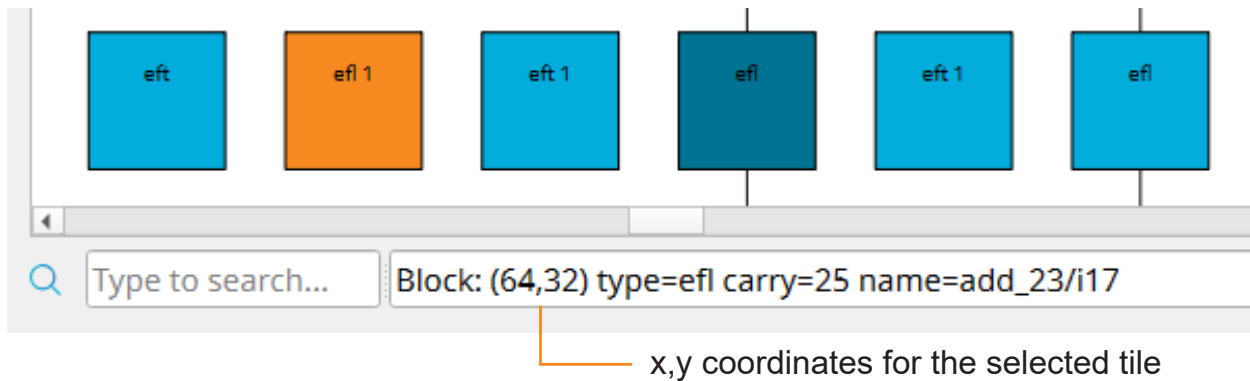 eft efl 1 eft 1 efl eft 1 efl
Type to search... Block: (64,32) type=efl carry=25 name=add_23/i17
x,y coordinates for the selected tile